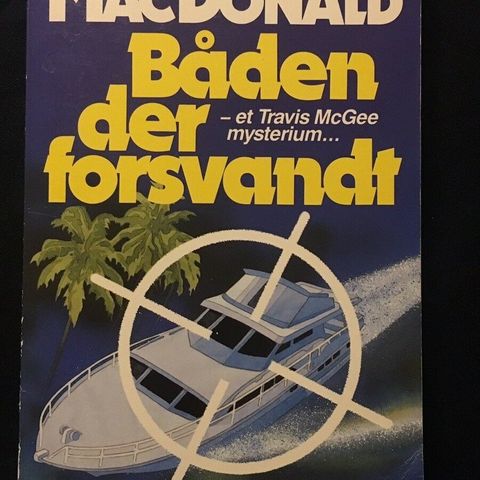 MACDONALD
Båden
der
– et Travis McGee
mysterium...
forsvandt